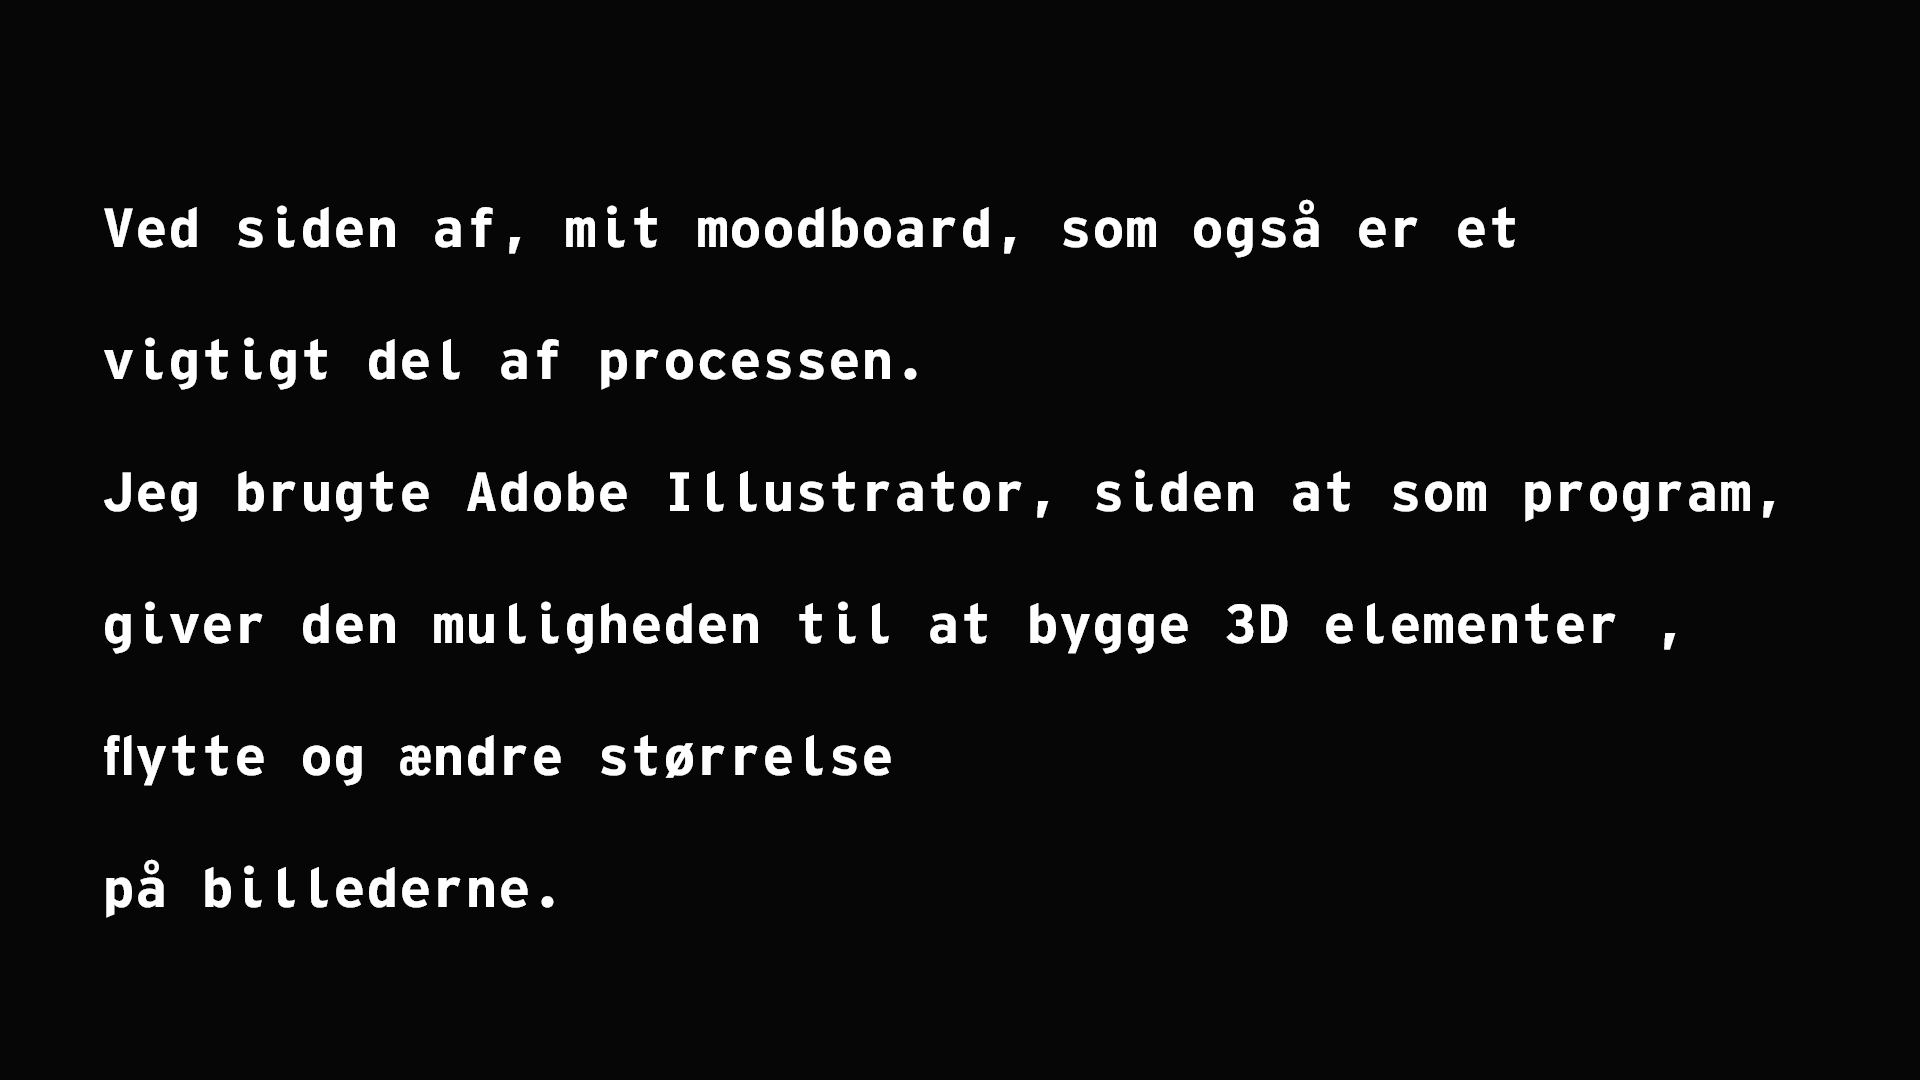 Ved siden af, mit moodboard, som også er et
vigtigt del af processen.
Jeg brugte Adobe Illustrator, siden at som program,
giver den muligheden til at bygge 3D elementer ,
flytte og ændre størrelse
på billederne.